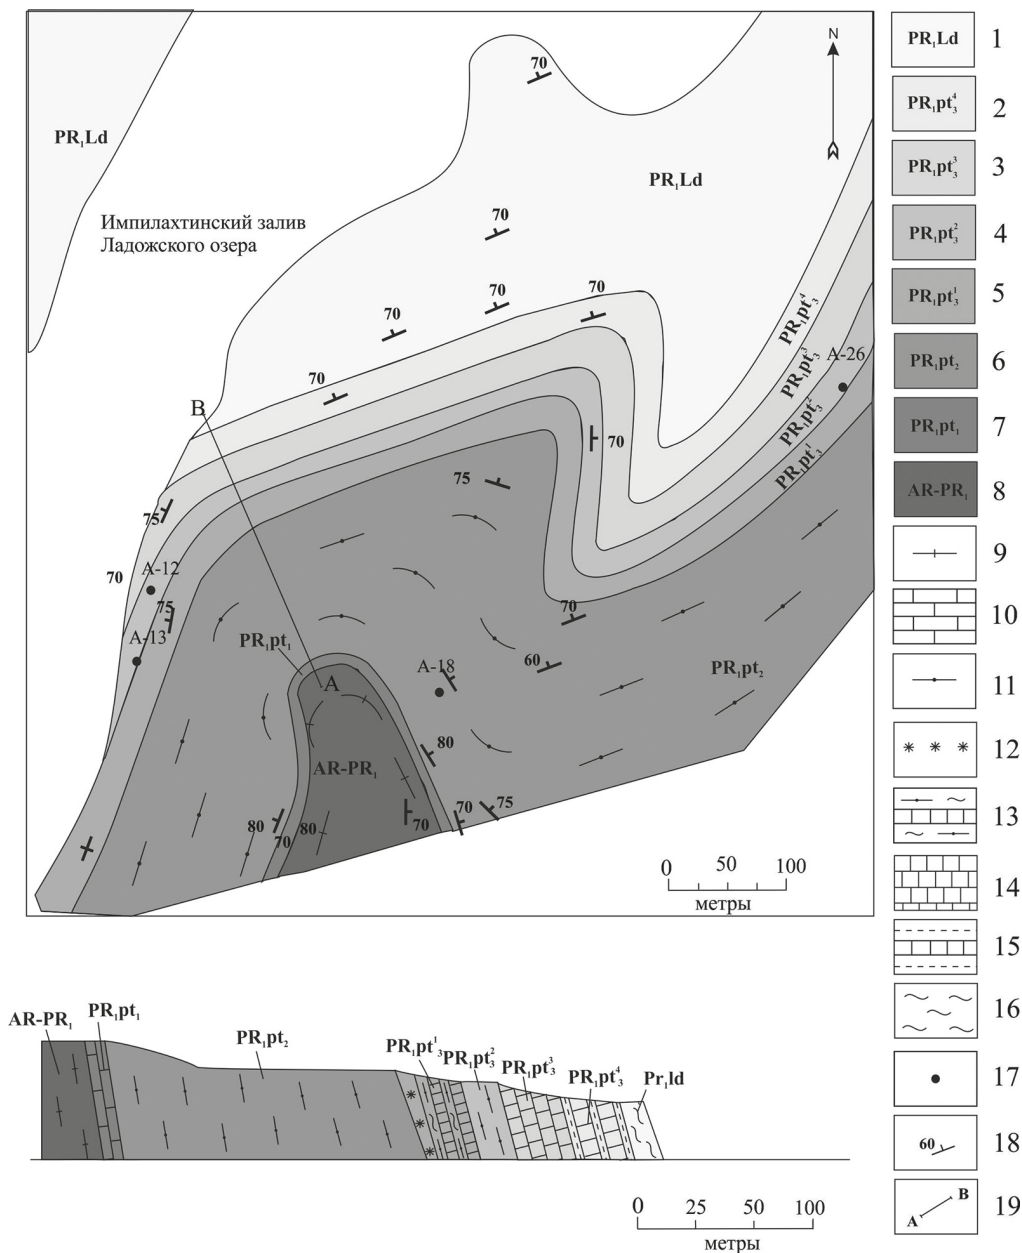 N
PR₁Ld
Импилахтинский залив
Ладожского озера
PR₁Ld
70
70
70
70
70
70
B
PR₁pt₃⁴
PR₁pt₃³
PR₁pt₃²
PR₁pt₃¹
A-26
70
75
75
70
A-12
75
A-13
PR₁pt₁
A
A-18
70
60
PR₁pt₂
80
AR-PR₁
80
70
80
70
70
75
0 50 100
метры
AR-PR₁
PR₁pt₁
PR₁pt₂
PR₁pt₃¹
PR₁pt₃²
PR₁pt₃³
PR₁pt₃⁴
Pr₁ld
0 25 50 100
метры
PR₁Ld 1
PR₁pt₃⁴ 2
PR₁pt₃³ 3
PR₁pt₃² 4
PR₁pt₃¹ 5
PR₁pt₂ 6
PR₁pt₁ 7
AR-PR₁ 8
9
10
11
12
13
14
15
16
17
60 18
A B 19